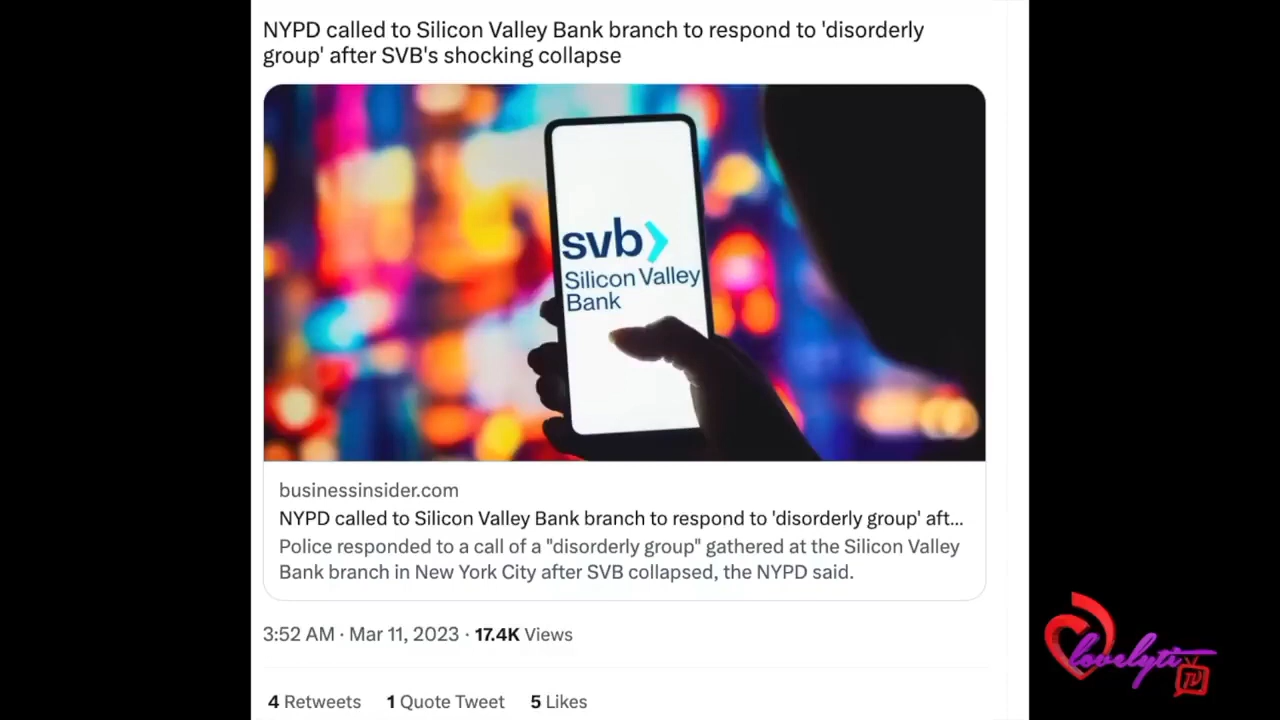 NYPD called to Silicon Valley Bank branch to respond to 'disorderly
group' after SVB's shocking collapse
svb
Silicon Valley
Bank
businessinsider.com
NYPD called to Silicon Valley Bank branch to respond to 'disorderly group' aft...
Police responded to a call of a "disorderly group" gathered at the Silicon Valley
Bank branch in New York City after SVB collapsed, the NYPD said.
3:52 AM · Mar 11, 2023 · 17.4K Views
4 Retweets 1 Quote Tweet 5 Likes
lovelyti
TV